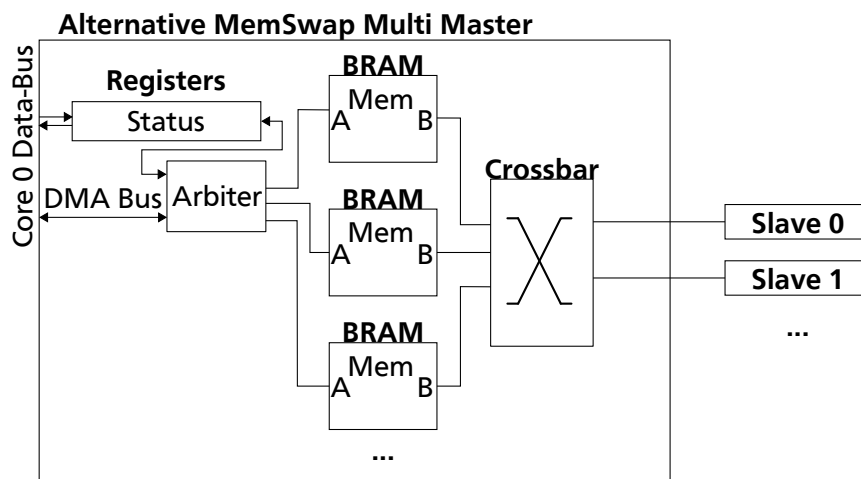 Alternative MemSwap Multi Master
Core 0 Data-Bus
Registers
Status
DMA Bus
Arbiter
BRAM
Mem
A
B
BRAM
Mem
A
B
BRAM
Mem
A
B
...
Crossbar
Slave 0
Slave 1
...